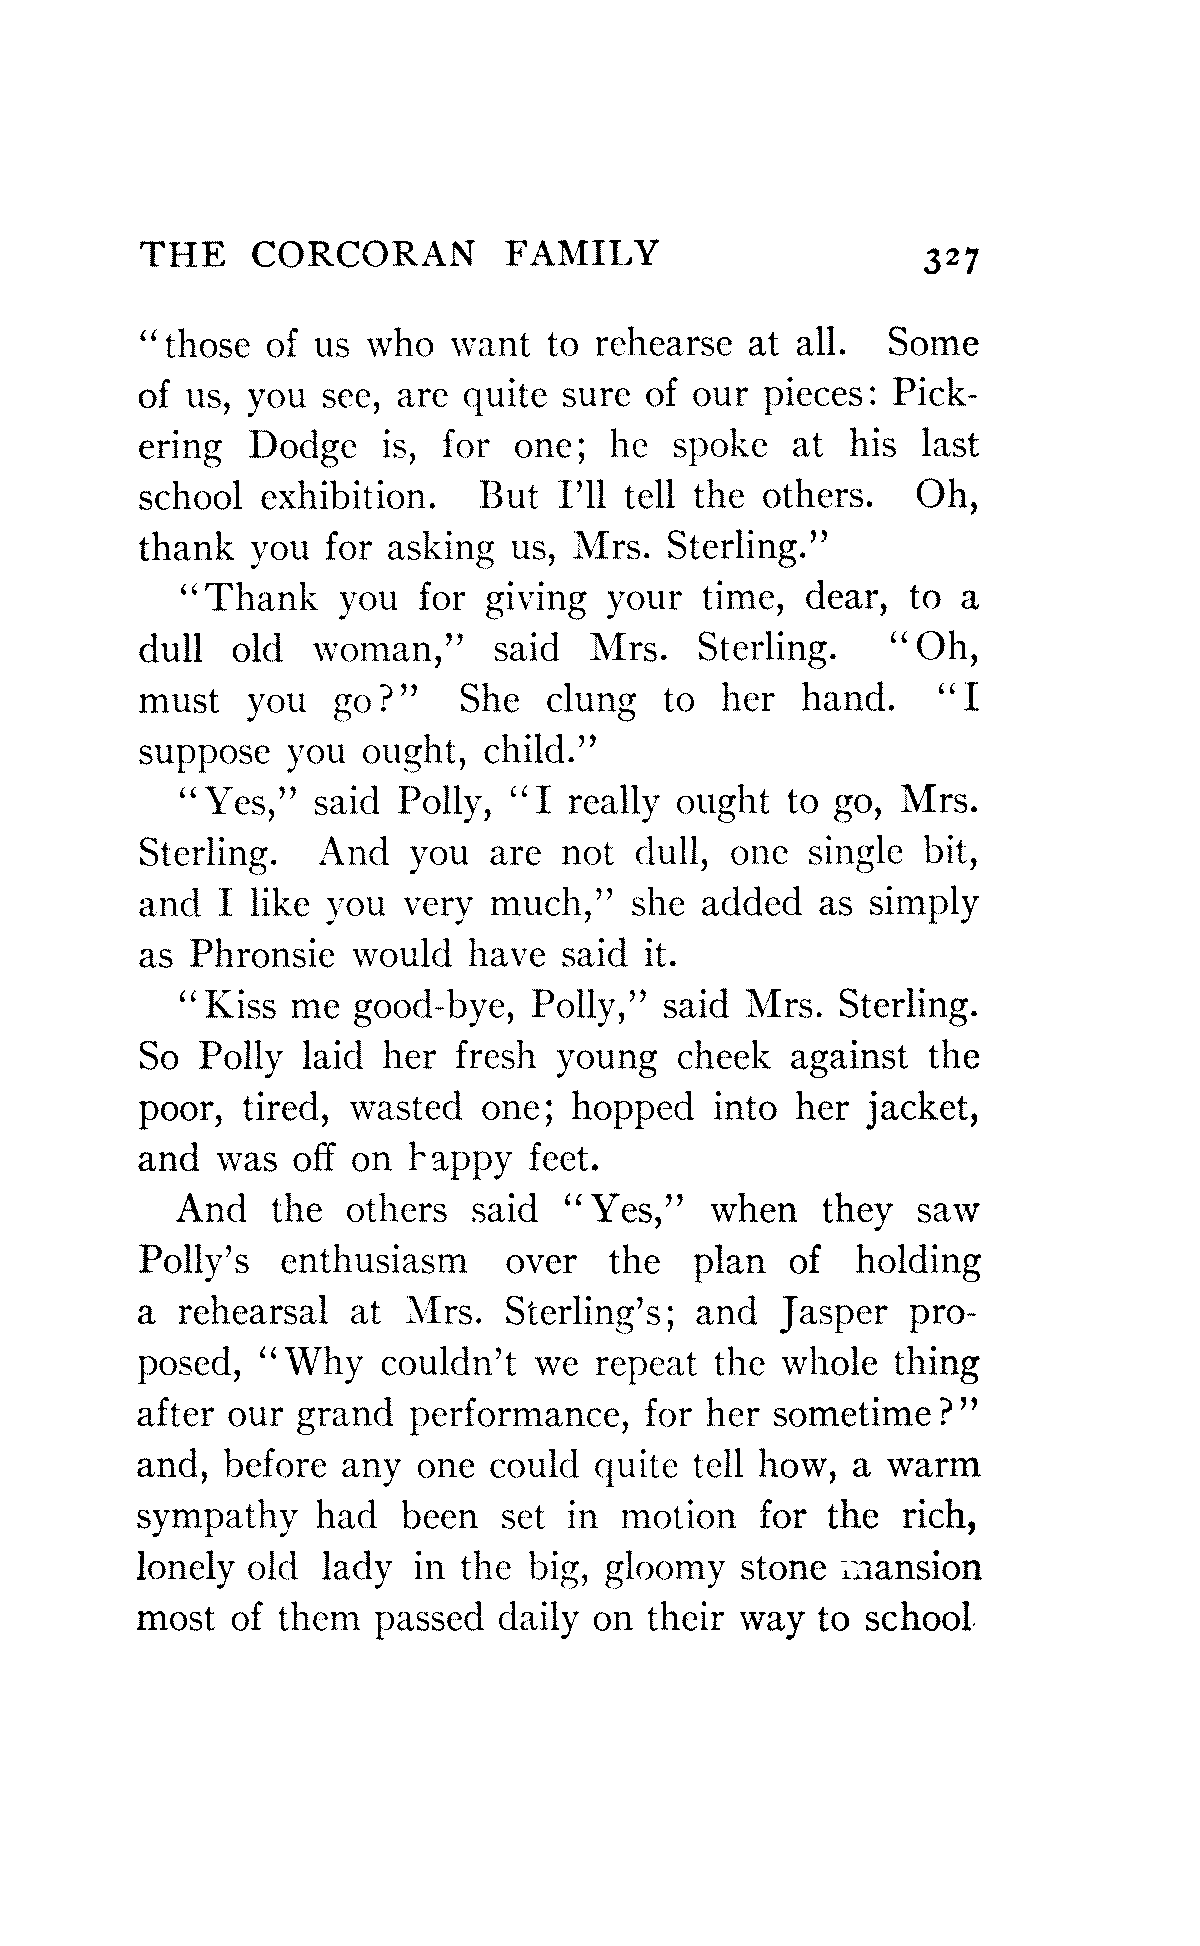 THE CORCORAN FAMILY 327
"those of us who want to rehearse at all. Some
of us, you see, are quite sure of our pieces: Pick-
ering Dodge is, for one; he spoke at his last
school exhibition. But I'll tell the others. Oh,
thank you for asking us, Mrs. Sterling."
"Thank you for giving your time, dear, to a
dull old woman," said Mrs. Sterling. "Oh,
must you go?" She clung to her hand. "I
suppose you ought, child."
"Yes," said Polly, "I really ought to go, Mrs.
Sterling. And you are not dull, one single bit,
and I like you very much," she added as simply
as Phronsie would have said it.
"Kiss me good-bye, Polly," said Mrs. Sterling.
So Polly laid her fresh young cheek against the
poor, tired, wasted one; hopped into her jacket,
and was off on happy feet.
And the others said "Yes," when they saw
Polly's enthusiasm over the plan of holding
a rehearsal at Mrs. Sterling's; and Jasper pro-
posed, "Why couldn't we repeat the whole thing
after our grand performance, for her sometime?"
and, before any one could quite tell how, a warm
sympathy had been set in motion for the rich,
lonely old lady in the big, gloomy stone mansion
most of them passed daily on their way to school.